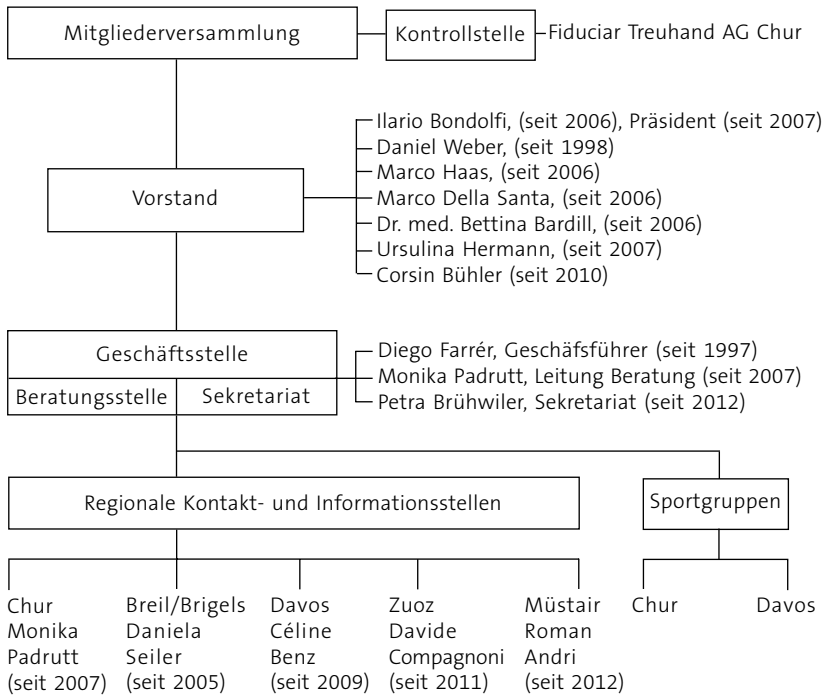 Mitgliederversammlung
Kontrollstelle
Fiduciar Treuhand AG Chur
Vorstand
Ilario Bondolfi, (seit 2006), Präsident (seit 2007)
Daniel Weber, (seit 1998)
Marco Haas, (seit 2006)
Marco Della Santa, (seit 2006)
Dr. med. Bettina Bardill, (seit 2006)
Ursulina Hermann, (seit 2007)
Corsin Bühler (seit 2010)
Geschäftsstelle
Beratungsstelle
Sekretariat
Diego Farrér, Geschäfsführer (seit 1997)
Monika Padrutt, Leitung Beratung (seit 2007)
Petra Brühwiler, Sekretariat (seit 2012)
Regionale Kontakt- und Informationsstellen
Sportgruppen
Chur
Monika
Padrutt
(seit 2007)
Breil/Brigels
Daniela
Seiler
(seit 2005)
Davos
Céline
Benz
(seit 2009)
Zuoz
Davide
Compagnoni
(seit 2011)
Müstair
Roman
Andri
(seit 2012)
Chur
Davos